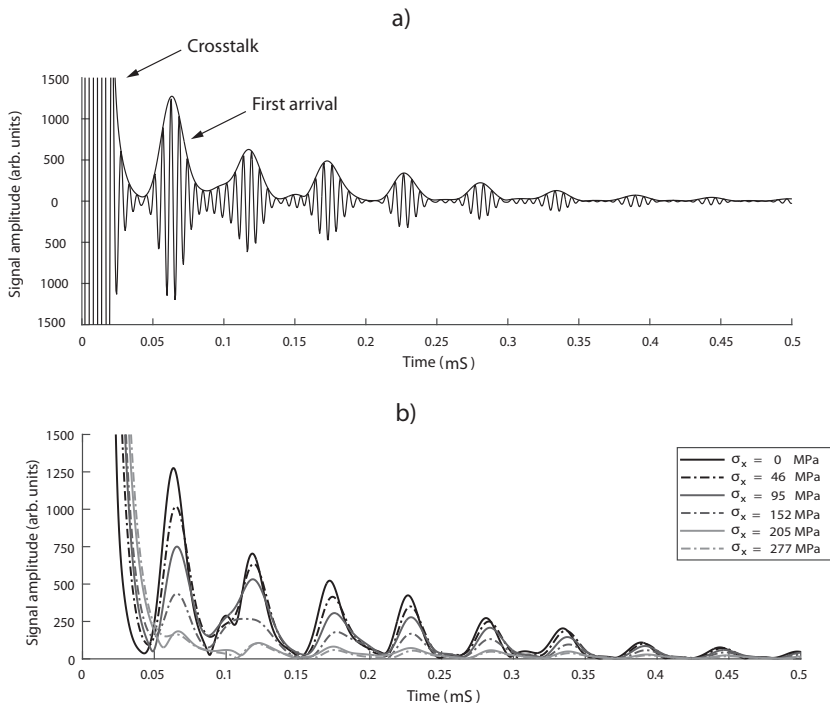 a)
Crosstalk
First arrival
Signal amplitude (arb. units)
1500
1000
500
0
500
1000
1500
0 0.05 0.1 0.15 0.2 0.25 0.3 0.35 0.4 0.45 0.5
Time (mS)
b)
Signal amplitude (arb. units)
1500
1250
1000
750
500
250
0
σx = 0 MPa
σx = 46 MPa
σx = 95 MPa
σx = 152 MPa
σx = 205 MPa
σx = 277 MPa
0 0.05 0.1 0.15 0.2 0.25 0.3 0.35 0.4 0.45 0.5
Time (mS)